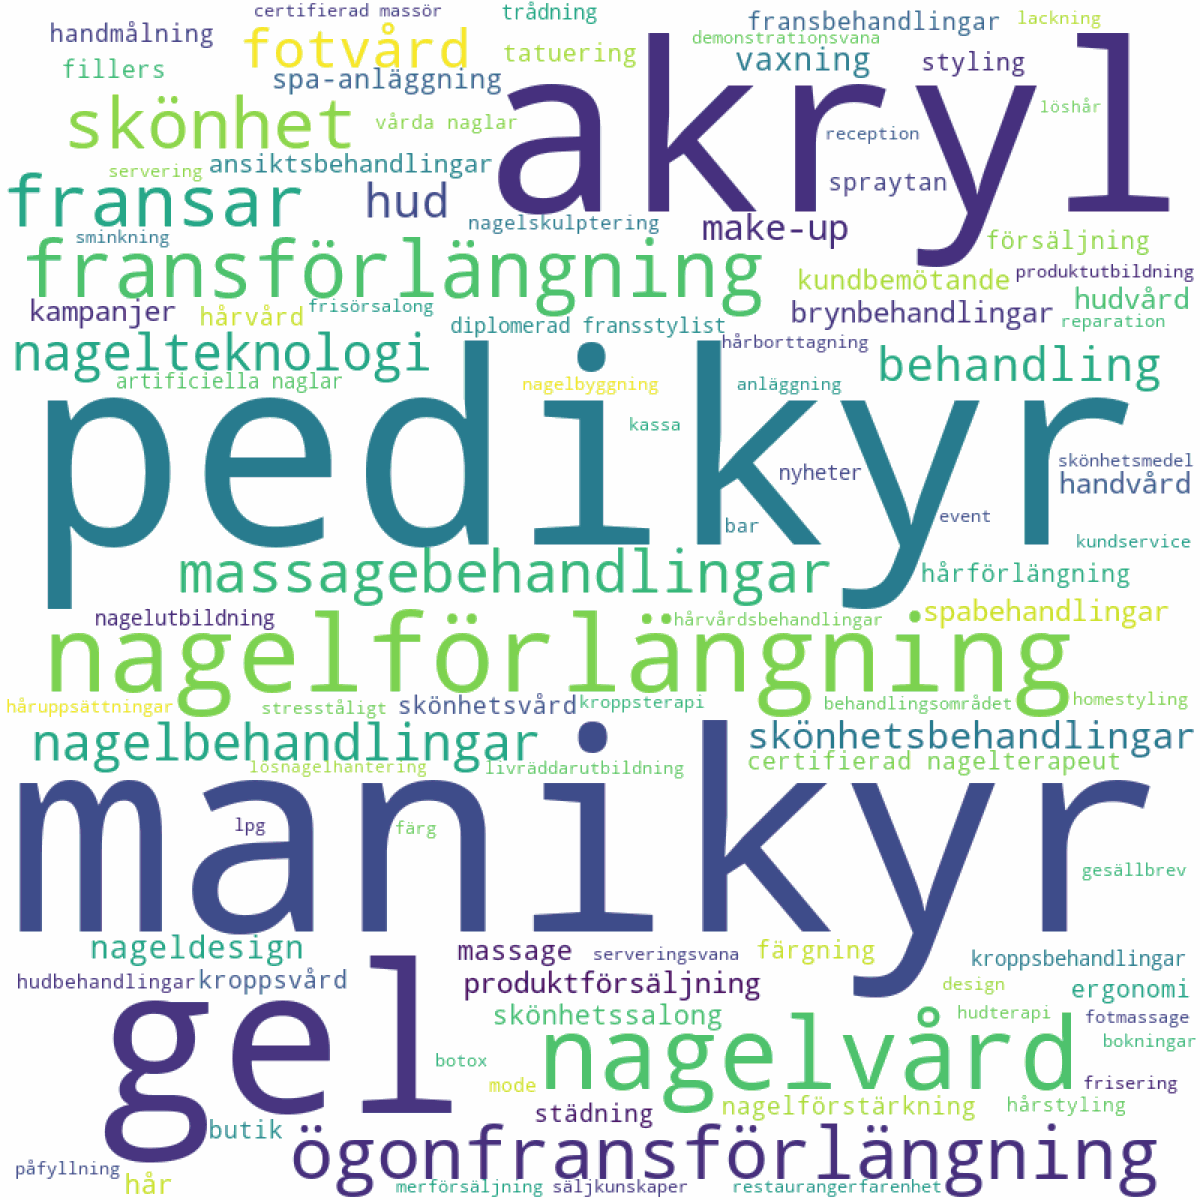 certifierad massör
trådning
fransbehandlingar
lackning
handmålning
fotvård
tatuering
demonstrationsvana
vaxning
styling
fillers
spa-anläggning
akryl
löshår
skönhet
vårda naglar
reception
servering
ansiktsbehandlingar
spraytan
fransar
hud
nagelskulptering
make-up
sminkning
försäljning
fransförlängning
kundbemötande
produktutbildning
hudvård
kampanjer
hårvård
frisörsalong
brynbehandlingar
reparation
diplomerad fransstylist
hårborttagning
nagelteknologi
behandling
artificiella naglar
nagelbyggning
anläggning
pedikyr
kassa
nyheter
skönhetsmedel
handvård
bar
event
kundservice
massagebehandlingar
hårförlängning
nagelutbildning
hårvårdsbehandlingar
spabehandlingar
nagelförlängning
håruppsättningar
stresståligt
skönhetsvård
kroppsterapi
behandlingsområdet
homestyling
nagelbehandlingar
skönhetsbehandlingar
lösnagelhantering
livräddarutbildning
certifierad nagelterapeut
manikyr
lpg
färg
gesällbrev
nageldesign
massage
serveringsvana
färgning
kroppsbehandlingar
hudbehandlingar
kroppsvård
produktförsäljning
design
ergonomi
gel
skönhetssalong
nagelvård
hudterapi
fotmassage
bokningar
botox
mode
frisering
butik
städning
nagelförstärkning
hårstyling
ögonfransförlängning
påfyllning
hår
merförsäljning
säljkunskaper
restaurangerfarenhet